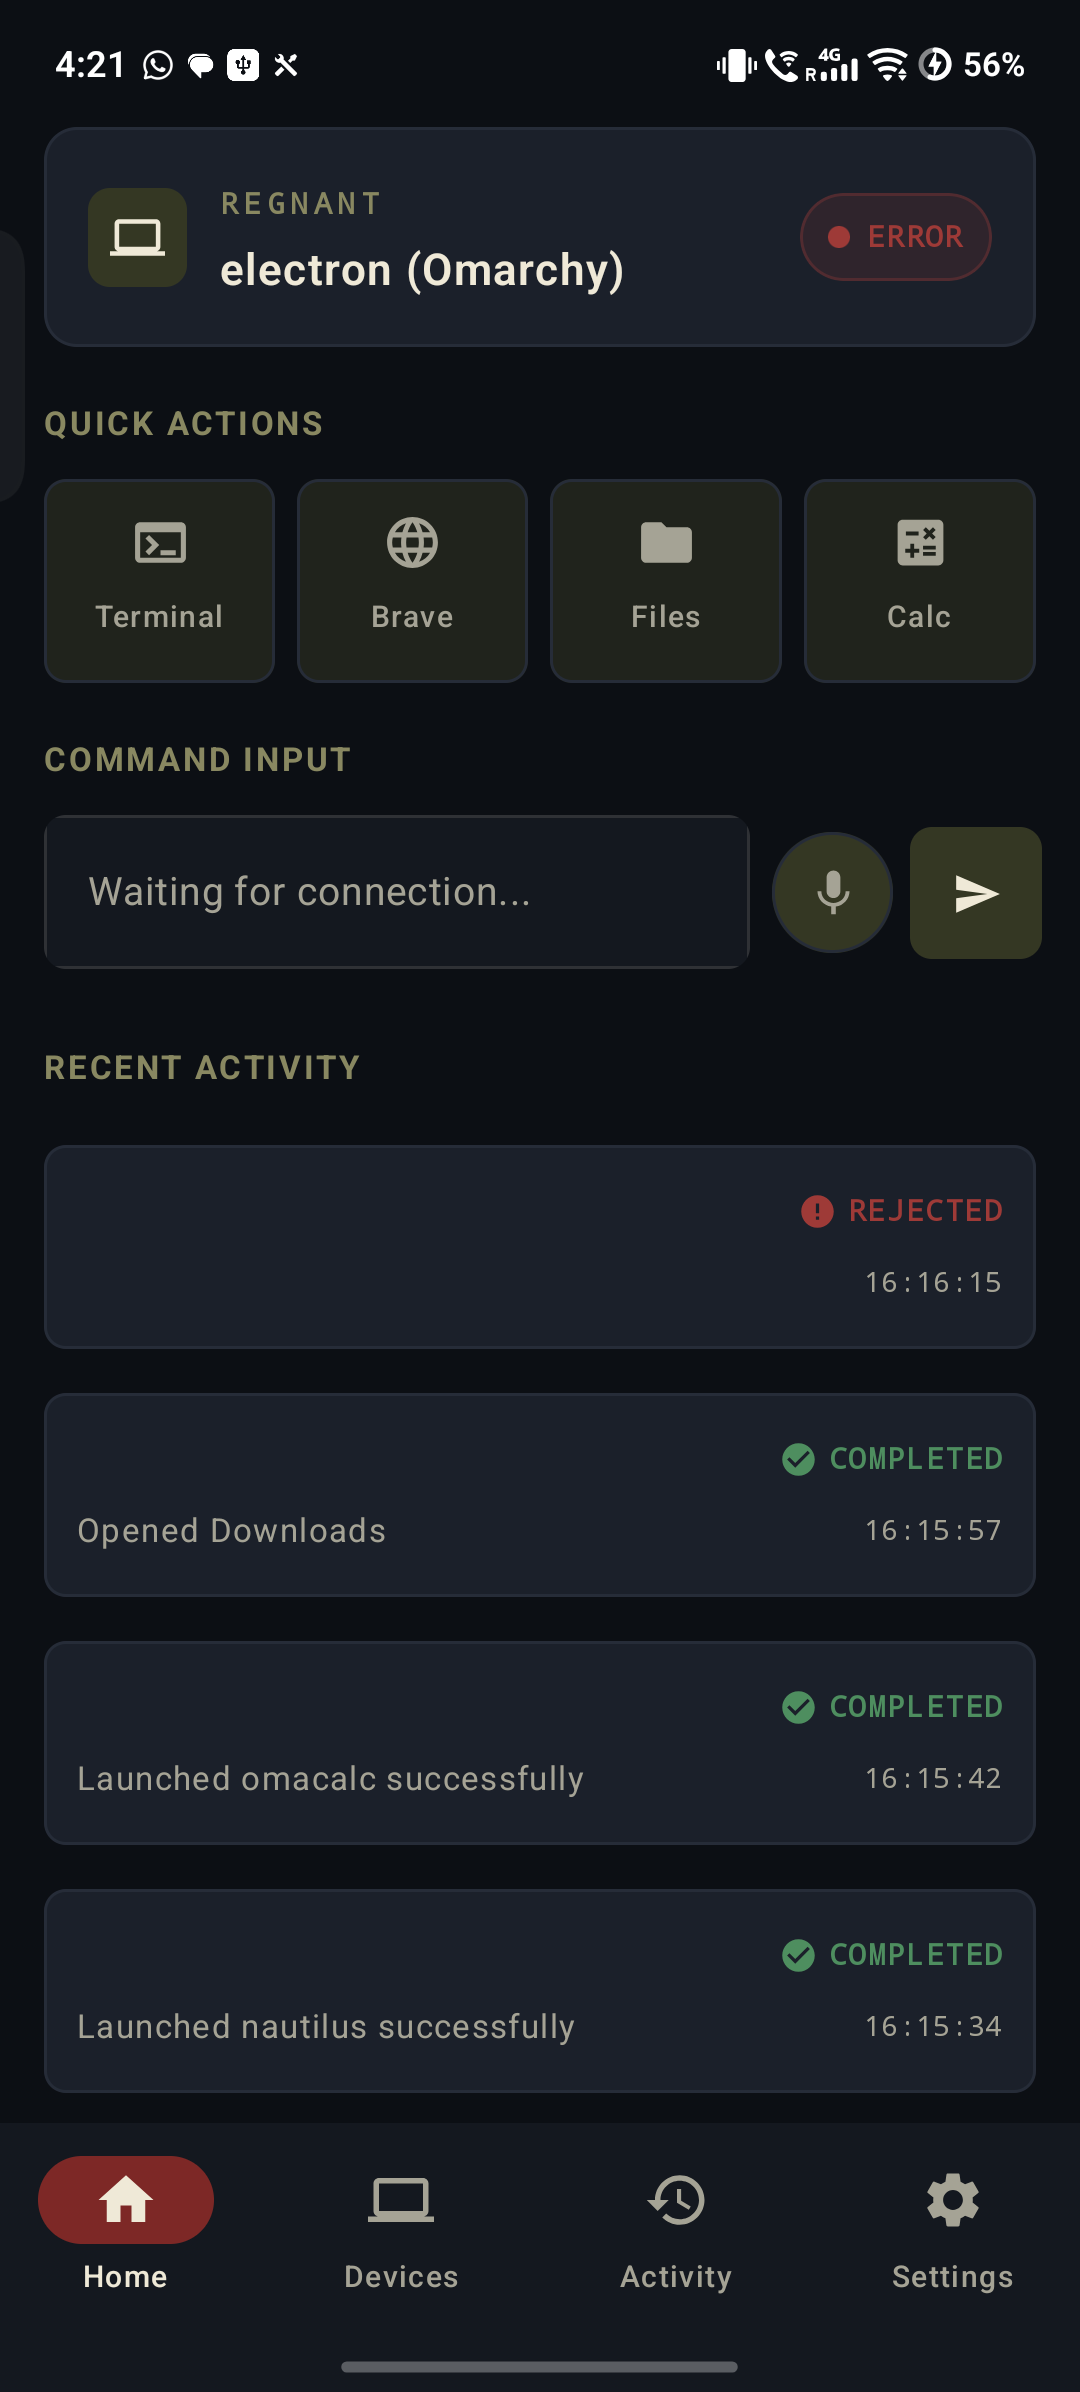 4:21
4G
R
56%
REGNANT
electron (Omarchy)
ERROR
QUICK ACTIONS
Terminal
Brave
Files
Calc
COMMAND INPUT
Waiting for connection...
RECENT ACTIVITY
REJECTED
16:16:15
COMPLETED
Opened Downloads
16:15:57
COMPLETED
Launched omacalc successfully
16:15:42
COMPLETED
Launched nautilus successfully
16:15:34
Home
Devices
Activity
Settings